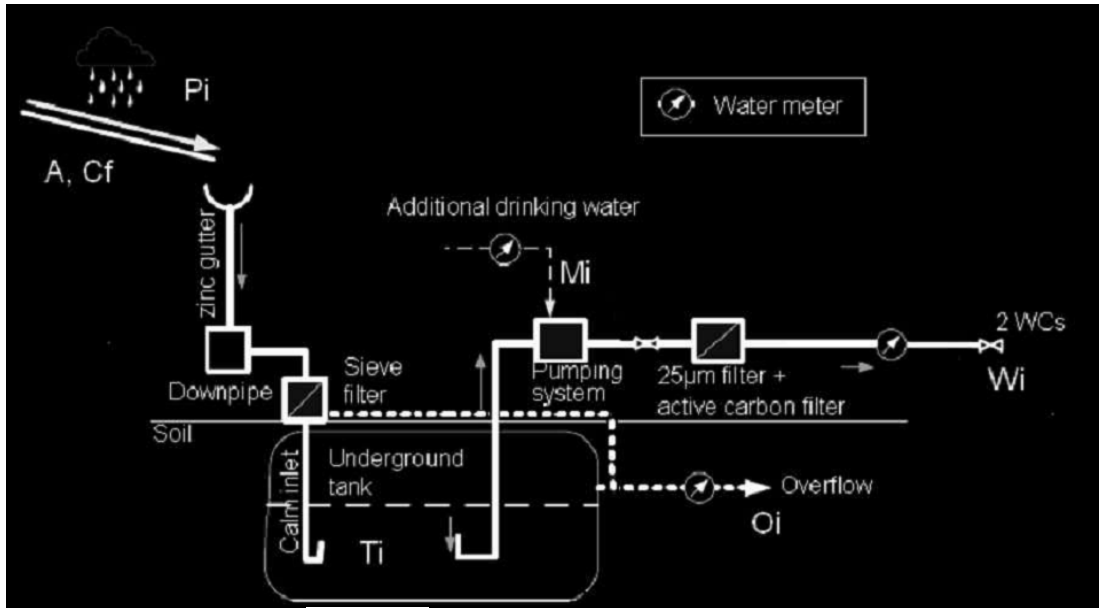 Pi
Water meter
A, Cf
Additional drinking water
zinc gutter
Mi
2 WCs
Sieve
filter
Pumping
system
25µm filter +
active carbon filter
Wi
Downpipe
Soil
Calm inlet
Underground
tank
Overflow
Ti
Oi